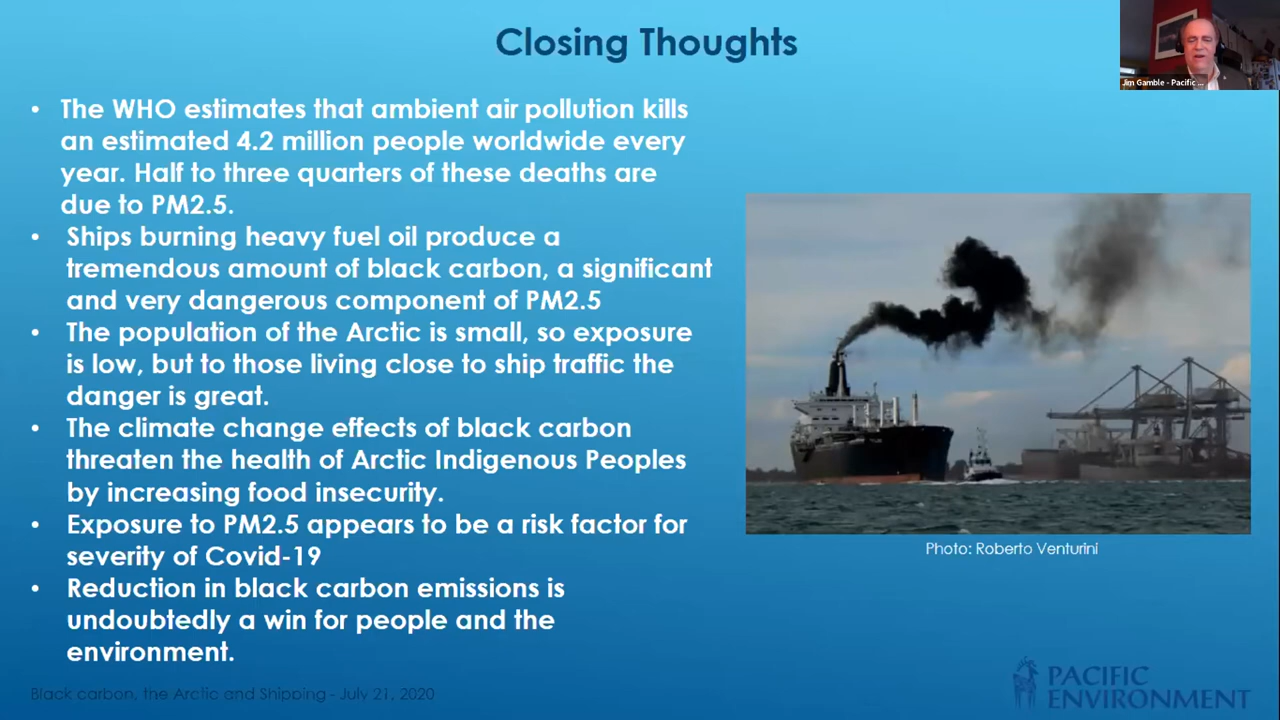 Closing Thoughts
Jim Gamble - Pacific ...
• The WHO estimates that ambient air pollution kills
an estimated 4.2 million people worldwide every
year. Half to three quarters of these deaths are
due to PM2.5.
• Ships burning heavy fuel oil produce a
tremendous amount of black carbon, a significant
and very dangerous component of PM2.5
• The population of the Arctic is small, so exposure
is low, but to those living close to ship traffic the
danger is great.
• The climate change effects of black carbon
threaten the health of Arctic Indigenous Peoples
by increasing food insecurity.
• Exposure to PM2.5 appears to be a risk factor for
severity of Covid-19
• Reduction in black carbon emissions is
undoubtedly a win for people and the
environment.
Photo: Roberto Venturini
Black carbon, the Arctic and Shipping - July 21, 2020
PACIFIC
ENVIRONMENT